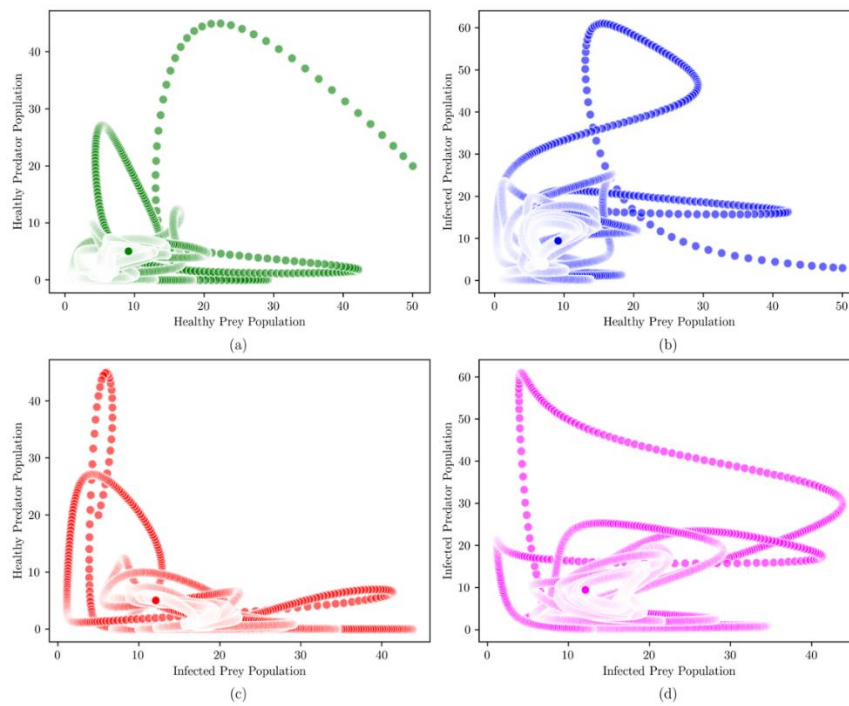 40
30
20
10
0
Healthy Predator Population
0 10 20 30 40 50
Healthy Prey Population
(a)
60
50
40
30
20
10
0
Infected Predator Population
0 10 20 30 40 50
Healthy Prey Population
(b)
40
30
20
10
0
Healthy Predator Population
0 10 20 30 40
Infected Prey Population
(c)
60
50
40
30
20
10
0
Infected Predator Population
0 10 20 30 40
Infected Prey Population
(d)